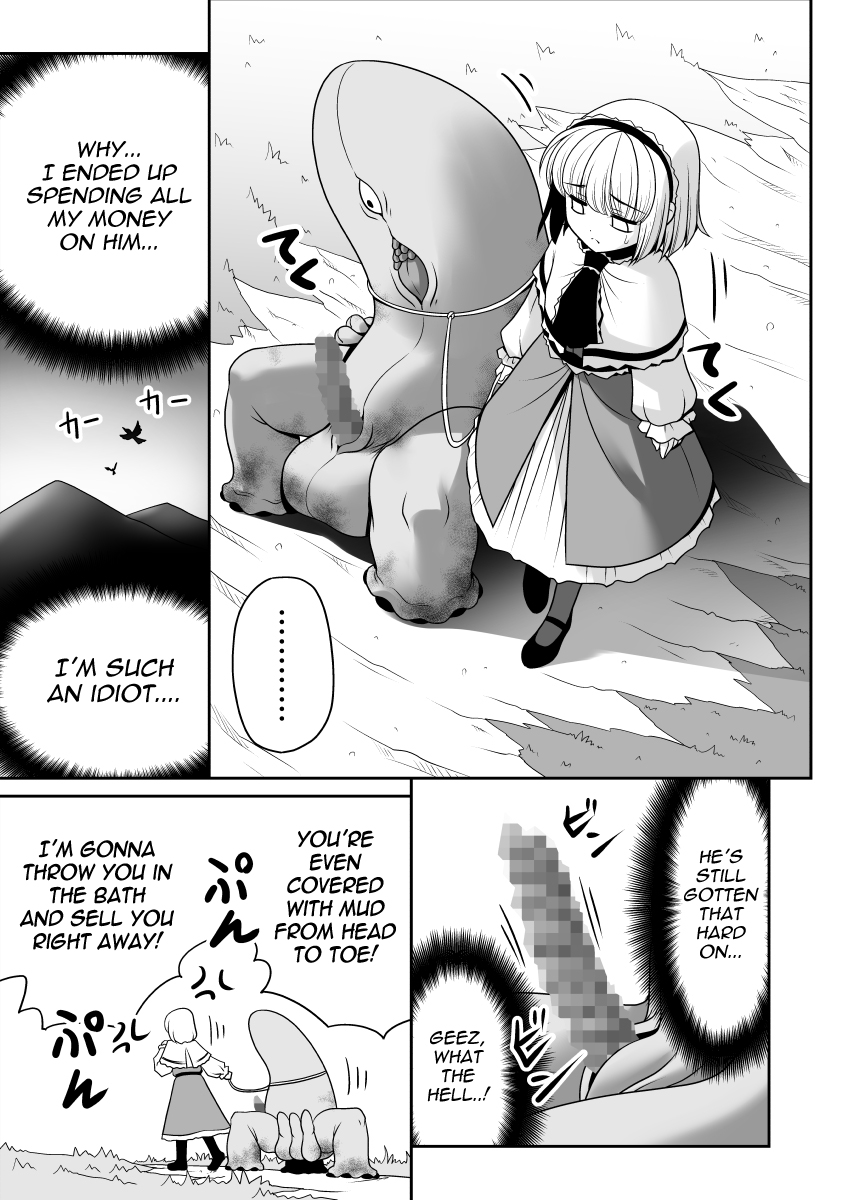 テく
テく
…………
WHY...
I ENDED UP
SPENDING ALL
MY MONEY
ON HIM...
カー
カー
I'M SUCH
AN IDIOT....
HE'S
STILL
GOTTEN
THAT
HARD
ON...
ビン
ビン
GEEZ,
WHAT
THE
HELL..!
YOU'RE
EVEN
COVERED
WITH MUD
FROM HEAD
TO TOE!
ぷん
I'M GONNA
THROW YOU IN
THE BATH
AND SELL YOU
RIGHT AWAY!
ぷん